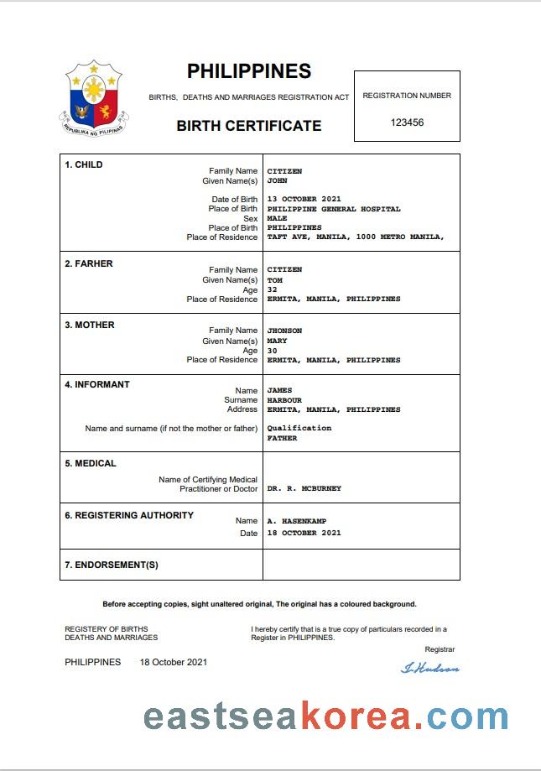 PHILIPPINES
BIRTHS, DEATHS AND MARRIAGES REGISTRATION ACT
BIRTH CERTIFICATE
REGISTRATION NUMBER
123456
REPUBLIKA NG PILIPINAS
1. CHILD
Family Name CITIZEN
Given Name(s) JOHN
Date of Birth 13 OCTOBER 2021
Place of Birth PHILIPPINE GENERAL HOSPITAL
Sex MALE
Place of Birth PHILIPPINES
Place of Residence TAFT AVE, MANILA, 1000 METRO MANILA,
2. FARHER
Family Name CITIZEN
Given Name(s) TOM
Age 32
Place of Residence ERMITA, MANILA, PHILIPPINES
3. MOTHER
Family Name JHONSON
Given Name(s) MARY
Age 30
Place of Residence ERMITA, MANILA, PHILIPPINES
4. INFORMANT
Name JAMES
Surname HARBOUR
Address ERMITA, MANILA, PHILIPPINES
Name and surname (if not the mother or father) Qualification
FATHER
5. MEDICAL
Name of Certifying Medical
Practitioner or Doctor DR. R. MCBURNEY
6. REGISTERING AUTHORITY
Name A. HASENKAMP
Date 18 OCTOBER 2021
7. ENDORSEMENT(S)
Before accepting copies, sight unaltered original, The original has a coloured background.
REGISTERY OF BIRTHS
DEATHS AND MARRIAGES
I hereby certify that is a true copy of particulars recorded in a
Register in PHILIPPINES.
Registrar
PHILIPPINES 18 October 2021
J.Hudson
eastseakorea.com